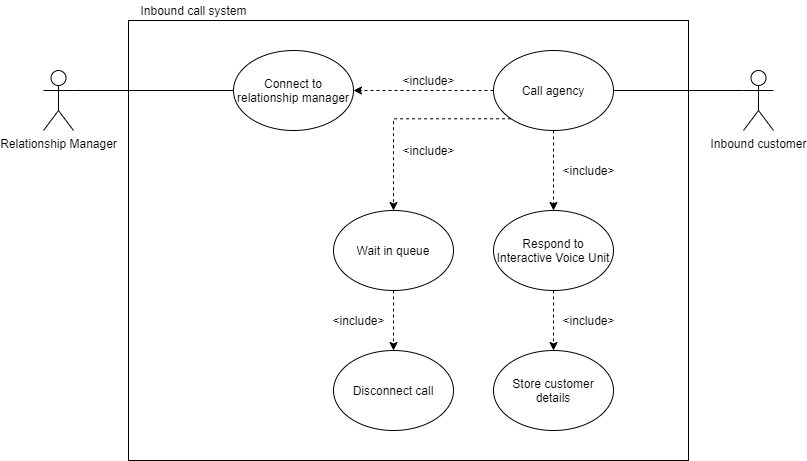 Inbound call system
Connect to
relationship manager
<include>
Call agency
Relationship Manager
Inbound customer
<include>
<include>
Wait in queue
Respond to
Interactive Voice Unit
<include>
<include>
Disconnect call
Store customer
details